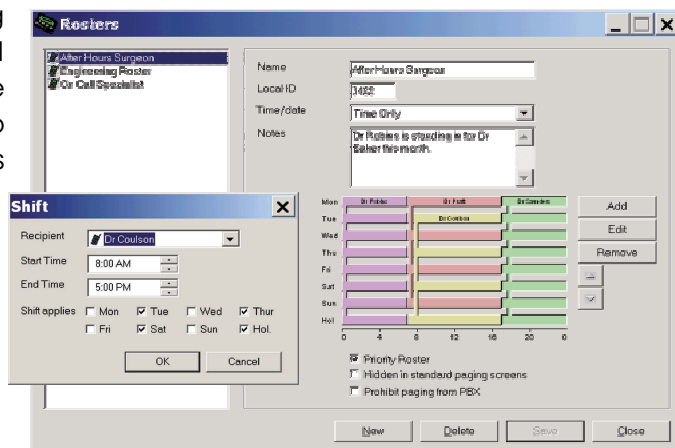 Rosters
After Hours Surgeon
Engineering Roster
On Call Specialist
Name
After Hours Surgeon
Local ID
Time/date
Time Only
Notes
Dr Robins is standing in for Dr
Baker this month.
Shift
Recipient
Dr Coulson
Start Time
8:00 AM
End Time
5:00 PM
Shift applies
Mon
Tue
Wed
Thur
Fri
Sat
Sun
Hol.
OK
Cancel
Mon
Tue
Wed
Thu
Fri
Sat
Sun
Hol
Dr Robins
Dr Pratt
Dr Coulson
0 4 8 12 16 20 0
Add
Edit
Remove
Priority Roster
Hidden in standard paging screens
Prohibit paging from PBX
New
Delete
Save
Close